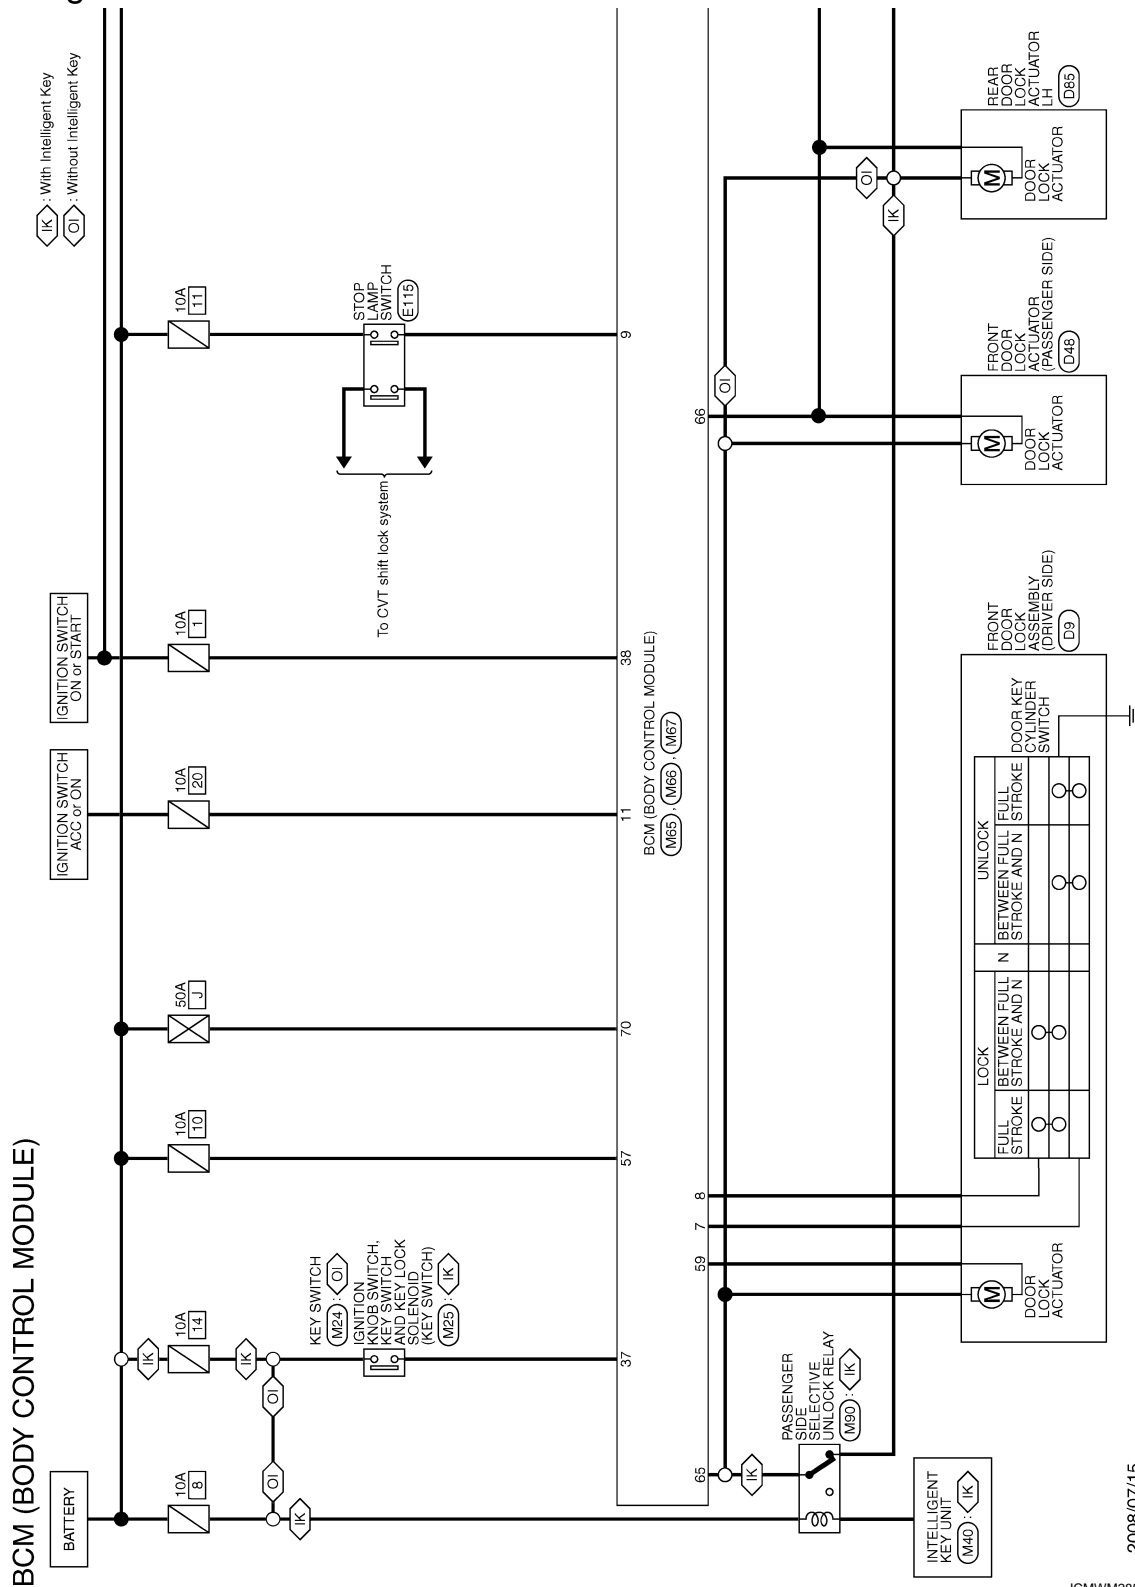 BCM (BODY CONTROL MODULE)
IK : With Intelligent Key
OI : Without Intelligent Key
BATTERY
IGNITION SWITCH
ACC or ON
IGNITION SWITCH
ON or START
10A
8
10A
14
10A
10
50A
J
10A
20
10A
1
10A
11
IK
IK
OI
OI
IK
KEY SWITCH
M24 : OI
IGNITION
KNOB SWITCH,
KEY SWITCH
AND KEY LOCK
SOLENOID
(KEY SWITCH)
M25 : IK
STOP
LAMP
SWITCH
E115
To CVT shift lock system
37
57
70
11
38
9
BCM (BODY CONTROL MODULE)
M65 , M66 , M67
65
59
7
8
66
IK
OI
OI
IK
PASSENGER
SIDE
SELECTIVE
UNLOCK RELAY
M90 : IK
INTELLIGENT
KEY UNIT
M40 : IK
FRONT
DOOR
LOCK
ASSEMBLY
(DRIVER SIDE)
D9
M
DOOR
LOCK
ACTUATOR
LOCK
N
UNLOCK
FULL
STROKE
BETWEEN FULL
STROKE AND N
BETWEEN FULL
STROKE AND N
FULL
STROKE
DOOR KEY
CYLINDER
SWITCH
FRONT
DOOR
LOCK
ACTUATOR
(PASSENGER SIDE)
D48
M
DOOR
LOCK
ACTUATOR
REAR
DOOR
LOCK
ACTUATOR
LH
D85
M
DOOR
LOCK
ACTUATOR
2008/07/15